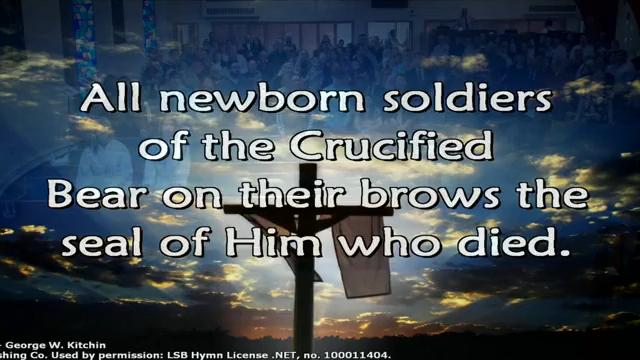 All newborn soldiers
of the Crucified
Bear on their brows the
seal of Him who died.
George W. Kitchin
shing Co. Used by permission: LSB Hymn License .NET, no. 100011404.